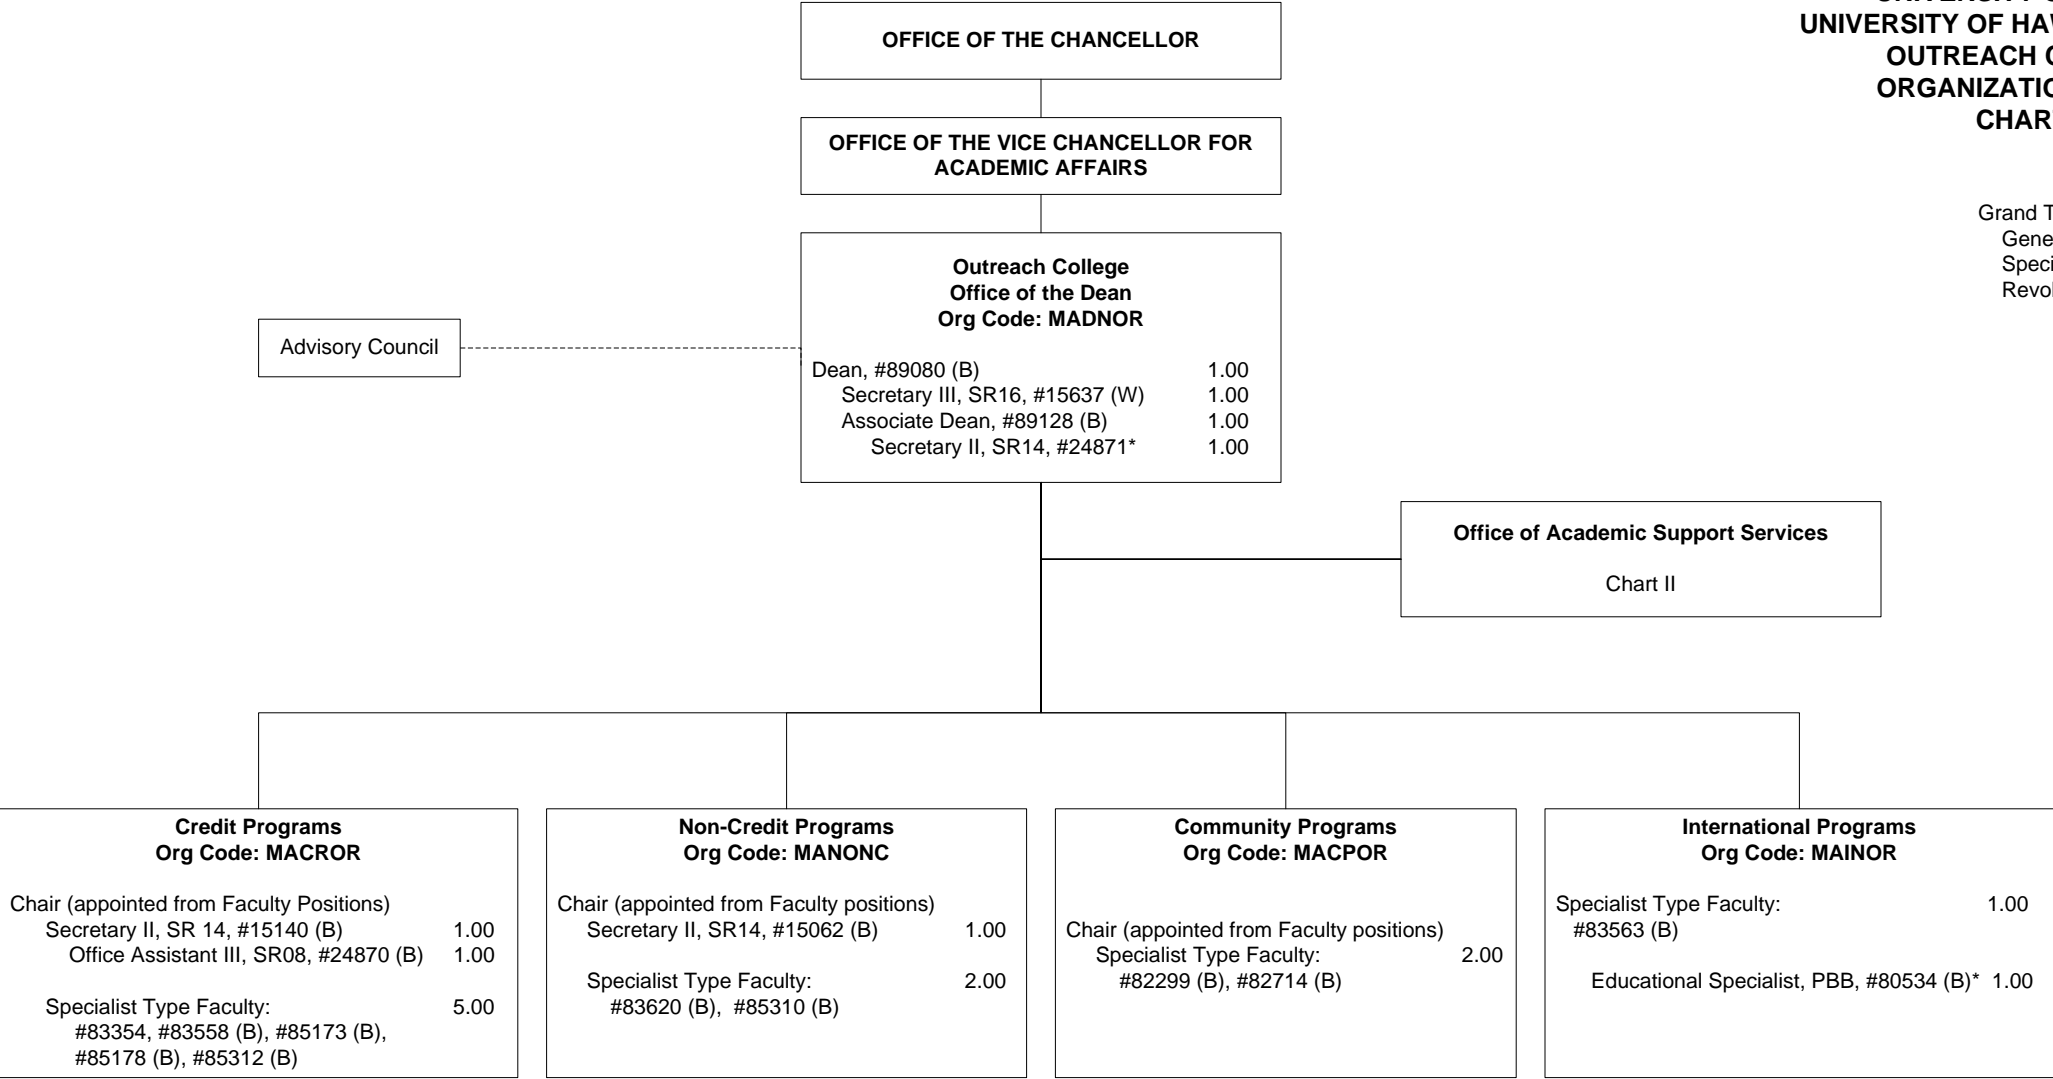 OFFICE OF THE CHANCELLOR
UNIVERSITY OF
OUTREACH
OFFICE OF THE VICE CHANCELLOR FOR
ACADEMIC AFFAIRS
Grand
Outreach College
Office of the Dean
Org Code: MADNOR
Advisory Council
Dean, #89080 (B) 1.00
Secretary III, SR16, #15637 (W) 1.00
Associate Dean, #89128 (B) 1.00
Secretary II, SR14, #24871* 1.00
Office of Academic Support Services
Chart II
Credit Programs
Org Code: MACROR
Chair (appointed from Faculty Positions)
Secretary II, SR 14, #15140 (B) 1.00
Office Assistant III, SR08, #24870 (B) 1.00
Specialist Type Faculty: 5.00
#83354, #83558 (B), #85173 (B),
#85178 (B), #85312 (B)
Non-Credit Programs
Org Code: MANONC
Chair (appointed from Faculty positions)
Secretary II, SR14, #15062 (B) 1.00
Specialist Type Faculty: 2.00
#83620 (B), #85310 (B)
Community Programs
Org Code: MACPOR
Chair (appointed from Faculty positions)
Specialist Type Faculty: 2.00
#82299 (B), #82714 (B)
International Programs
Org Code: MAINOR
Specialist Type Faculty: 1.00
#83563 (B)
Educational Specialist, PBB, #80534 (B)* 1.00